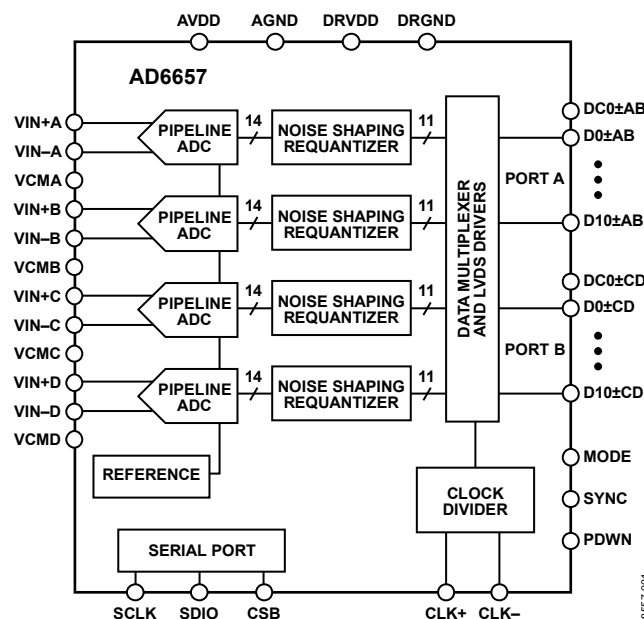 AVDD AGND DRVDD DRGND
AD6657
VIN+A
VIN–A
VCMA
VIN+B
VIN–B
VCMB
VIN+C
VIN–C
VCMC
VIN+D
VIN–D
VCMD
PIPELINE
ADC
14
NOISE SHAPING
REQUANTIZER
11
PIPELINE
ADC
14
NOISE SHAPING
REQUANTIZER
11
PIPELINE
ADC
14
NOISE SHAPING
REQUANTIZER
11
PIPELINE
ADC
14
NOISE SHAPING
REQUANTIZER
11
DATA MULTIPLEXER
AND LVDS DRIVERS
PORT A
PORT B
DC0±AB
D0±AB
D10±AB
DC0±CD
D0±CD
D10±CD
MODE
SYNC
PDWN
REFERENCE
CLOCK
DIVIDER
SERIAL PORT
SCLK SDIO CSB CLK+ CLK–